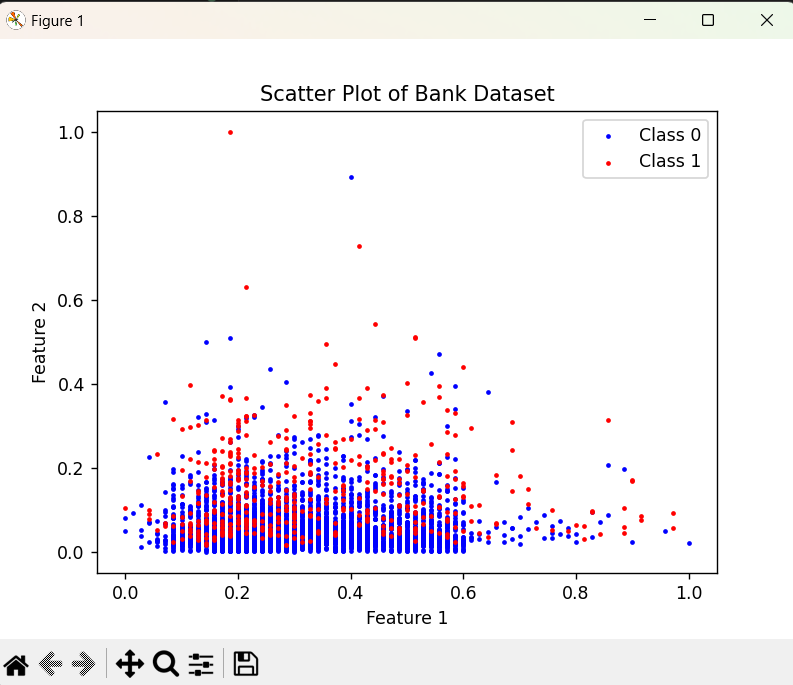 Figure 1
Scatter Plot of Bank Dataset
Class 0
Class 1
1.0
0.8
0.6
0.4
0.2
0.0
Feature 2
0.0 0.2 0.4 0.6 0.8 1.0
Feature 1